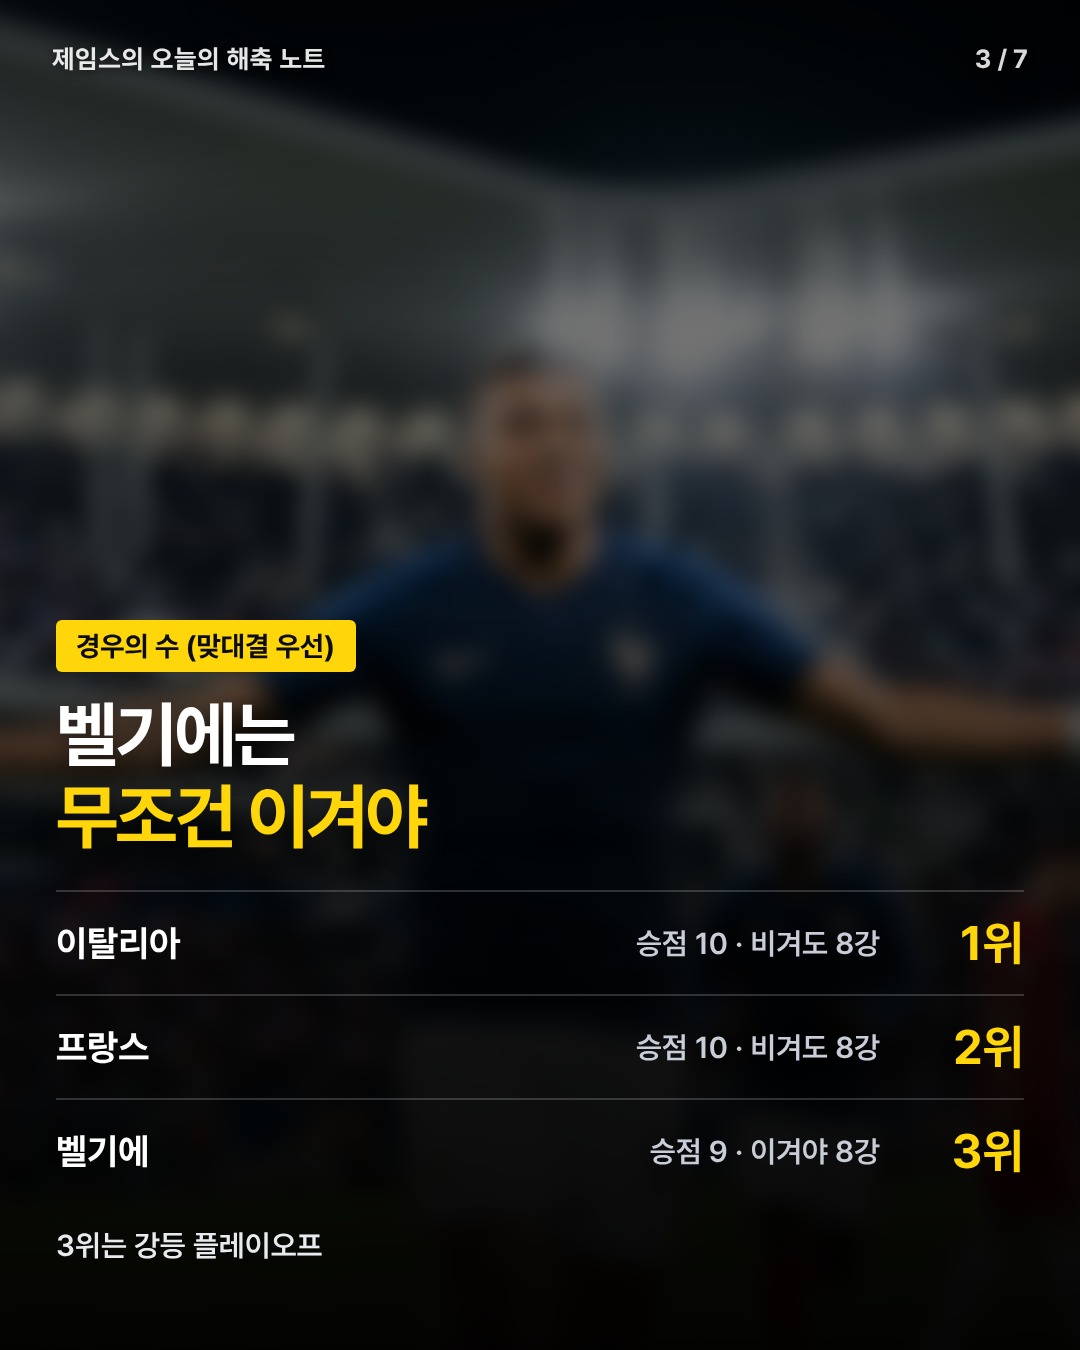 제임스의 오늘의 해축 노트
3 / 7
경우의 수 (맞대결 우선)
벨기에는
무조건 이겨야
이탈리아 승점 10 · 비겨도 8강 1위
프랑스 승점 10 · 비겨도 8강 2위
벨기에 승점 9 · 이겨야 8강 3위
3위는 강등 플레이오프